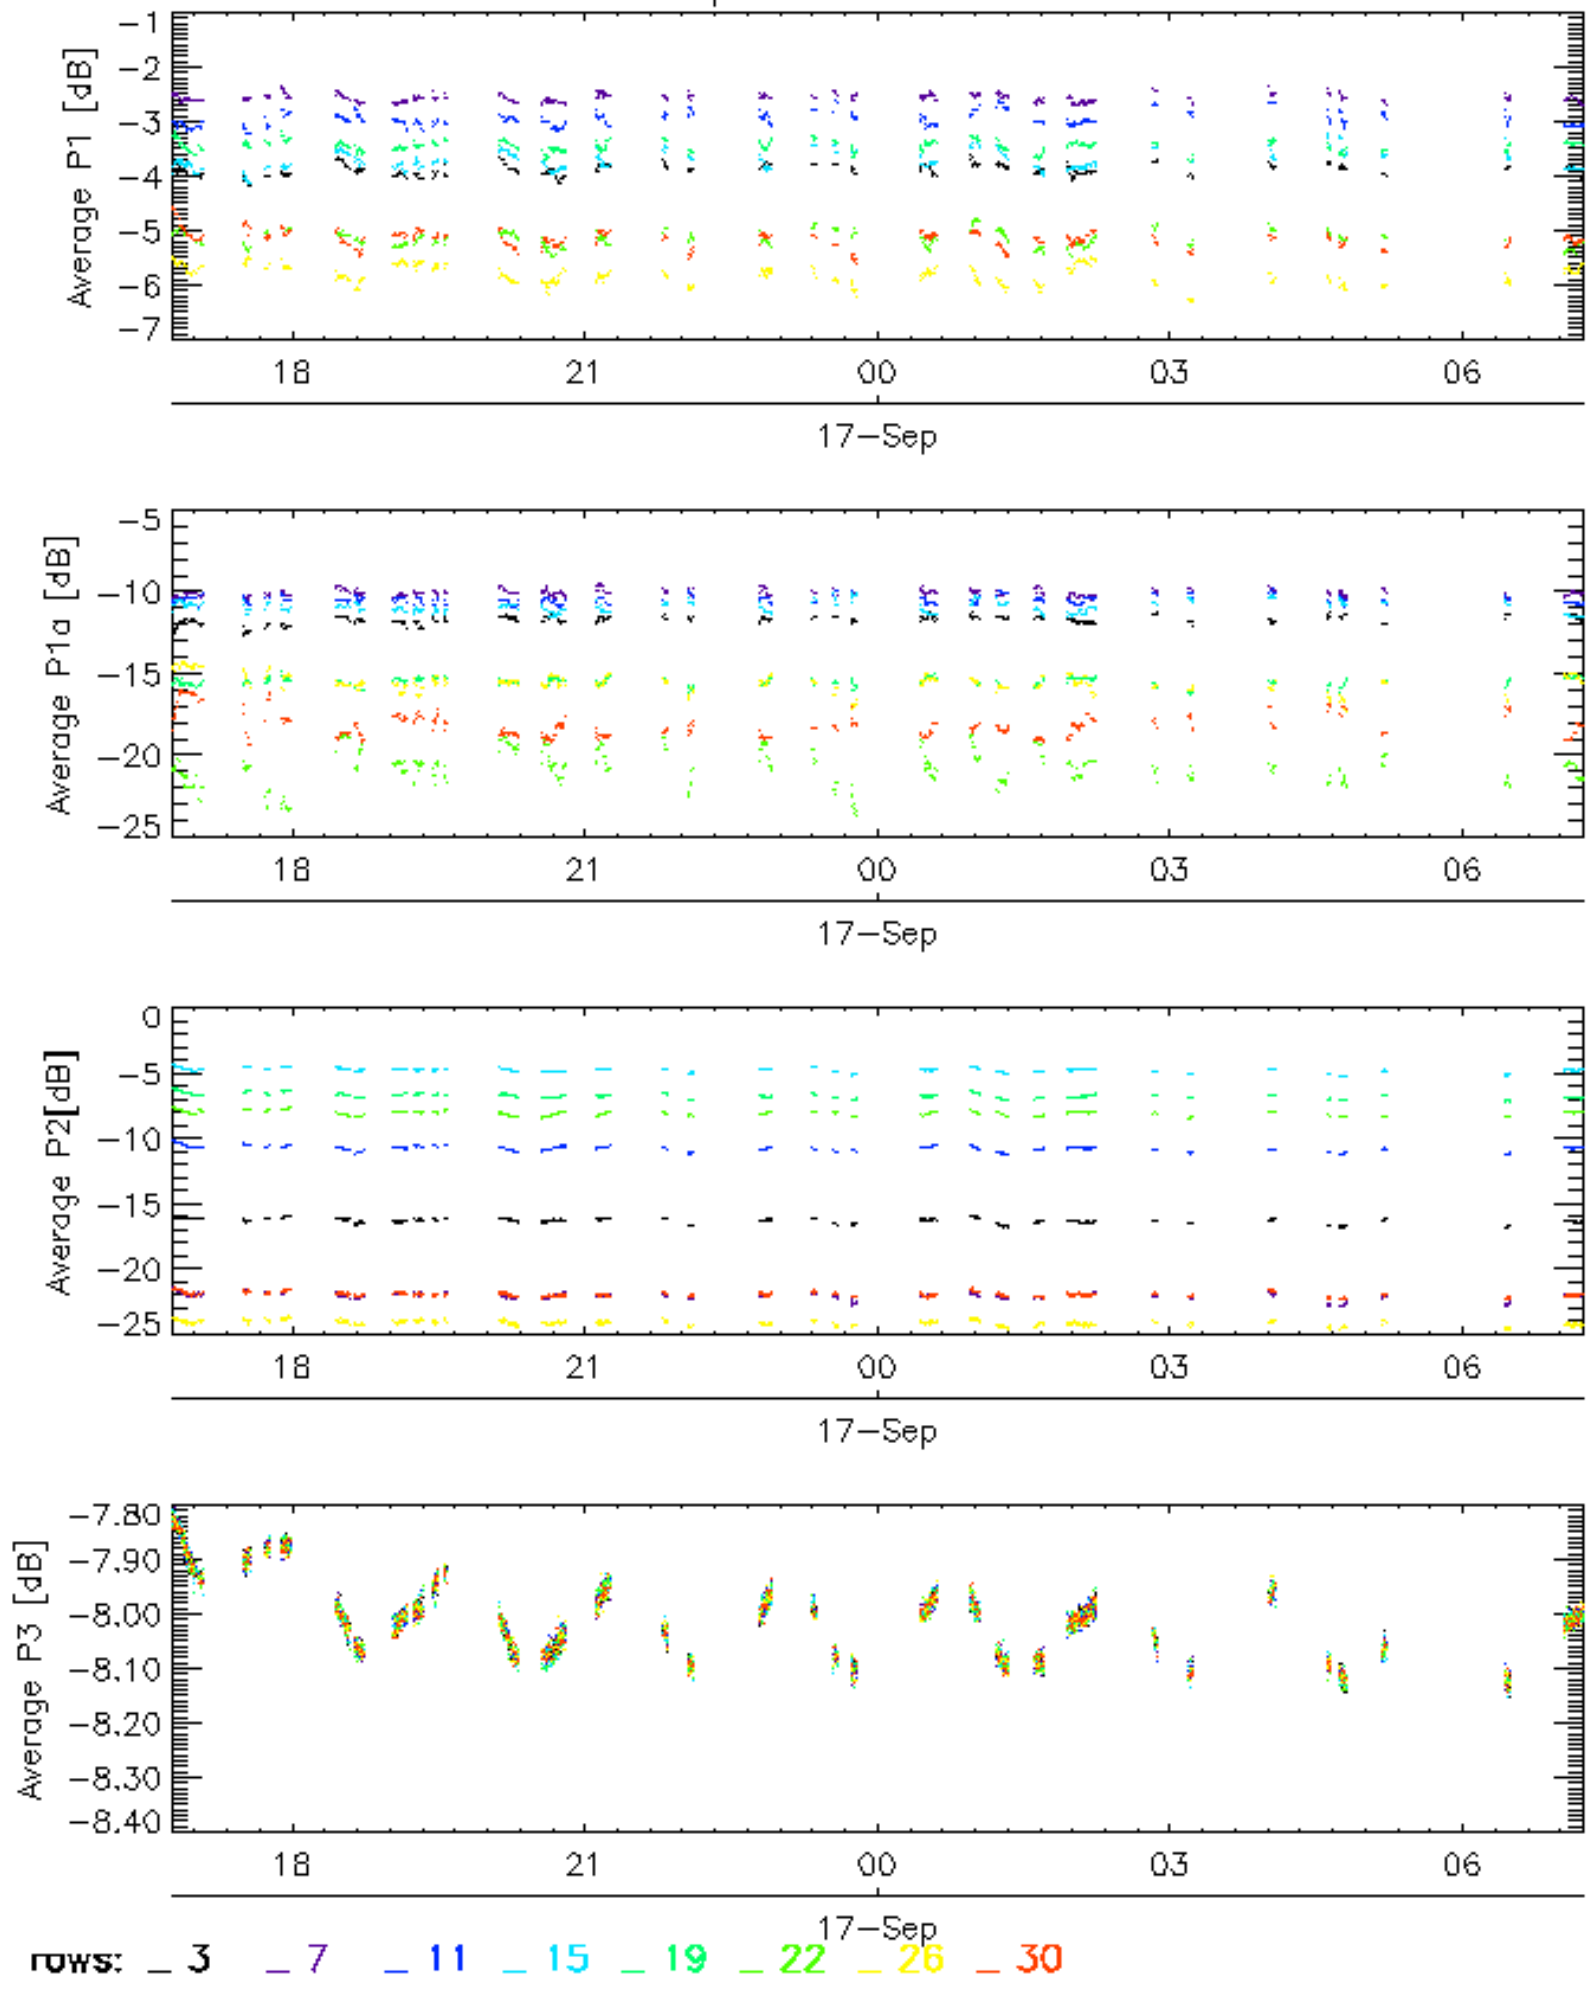 Average P1 [dB]
-1
-2
-3
-4
-5
-6
-7
18 21 00 03 06
17-Sep
Average P1a [dB]
-5
-10
-15
-20
-25
18 21 00 03 06
17-Sep
Average P2[dB]
0
-5
-10
-15
-20
-25
18 21 00 03 06
17-Sep
Average P3 [dB]
-7.80
-7.90
-8.00
-8.10
-8.20
-8.30
-8.40
18 21 00 03 06
17-Sep
rows: _ 3 _ 7 _ 11 _ 15 _ 19 _ 22 _ 26 _ 30